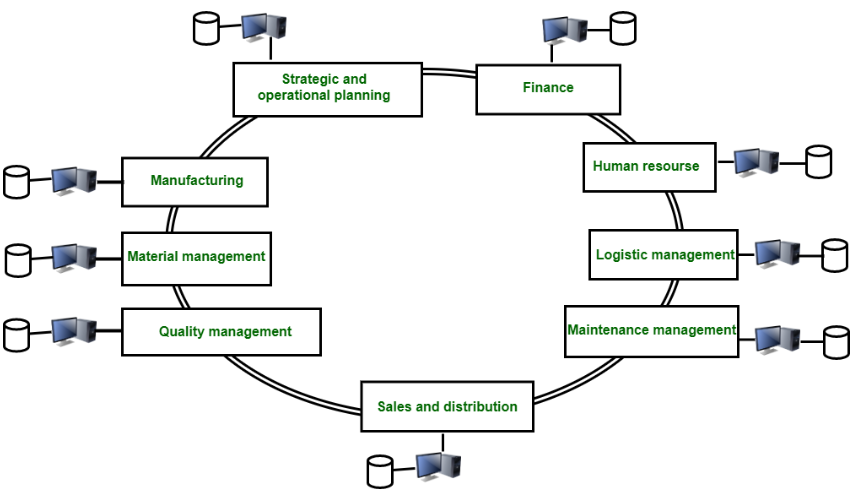 Strategic and
operational planning
Finance
Manufacturing
Human resourse
Material management
Logistic management
Quality management
Maintenance management
Sales and distribution